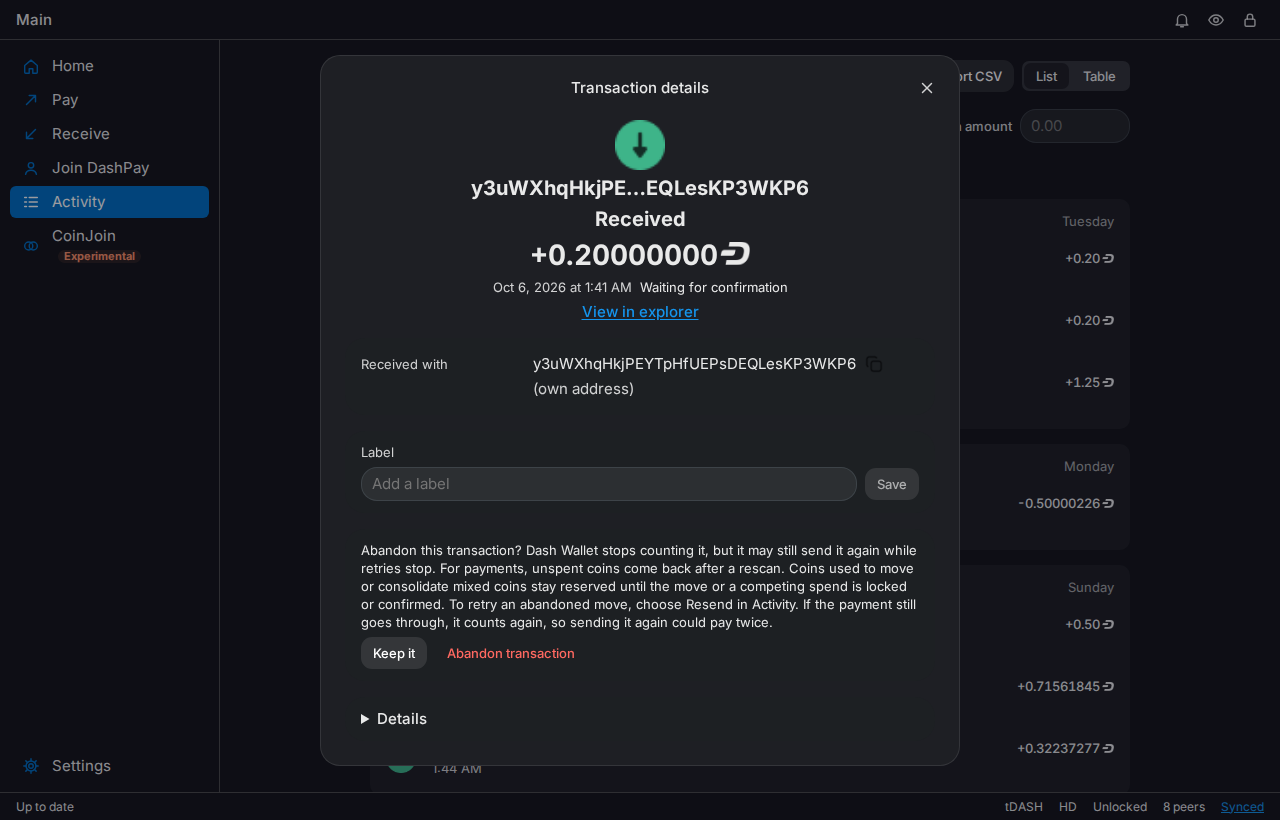 Main
Home
Pay
Receive
Join DashPay
Activity
CoinJoin
Experimental
Settings
CSV
List
Table
amount
0.00
Tuesday
+0.20
+0.20
+1.25
Monday
-0.50000226
Sunday
+0.50
+0.71561845
+0.32237277
1:44 AM
Transaction details
y3uWXhqHkjPE...EQLesKP3WKP6
Received
+0.20000000
Oct 6, 2026 at 1:41 AM Waiting for confirmation
View in explorer
Received with
y3uWXhqHkjPEYTpHfUEPsDEQLesKP3WKP6
(own address)
Label
Add a label
Save
Abandon this transaction? Dash Wallet stops counting it, but it may still send it again while
retries stop. For payments, unspent coins come back after a rescan. Coins used to move
or consolidate mixed coins stay reserved until the move or a competing spend is locked
or confirmed. To retry an abandoned move, choose Resend in Activity. If the payment still
goes through, it counts again, so sending it again could pay twice.
Keep it
Abandon transaction
Details
Up to date
tDASH
HD
Unlocked
8 peers
Synced